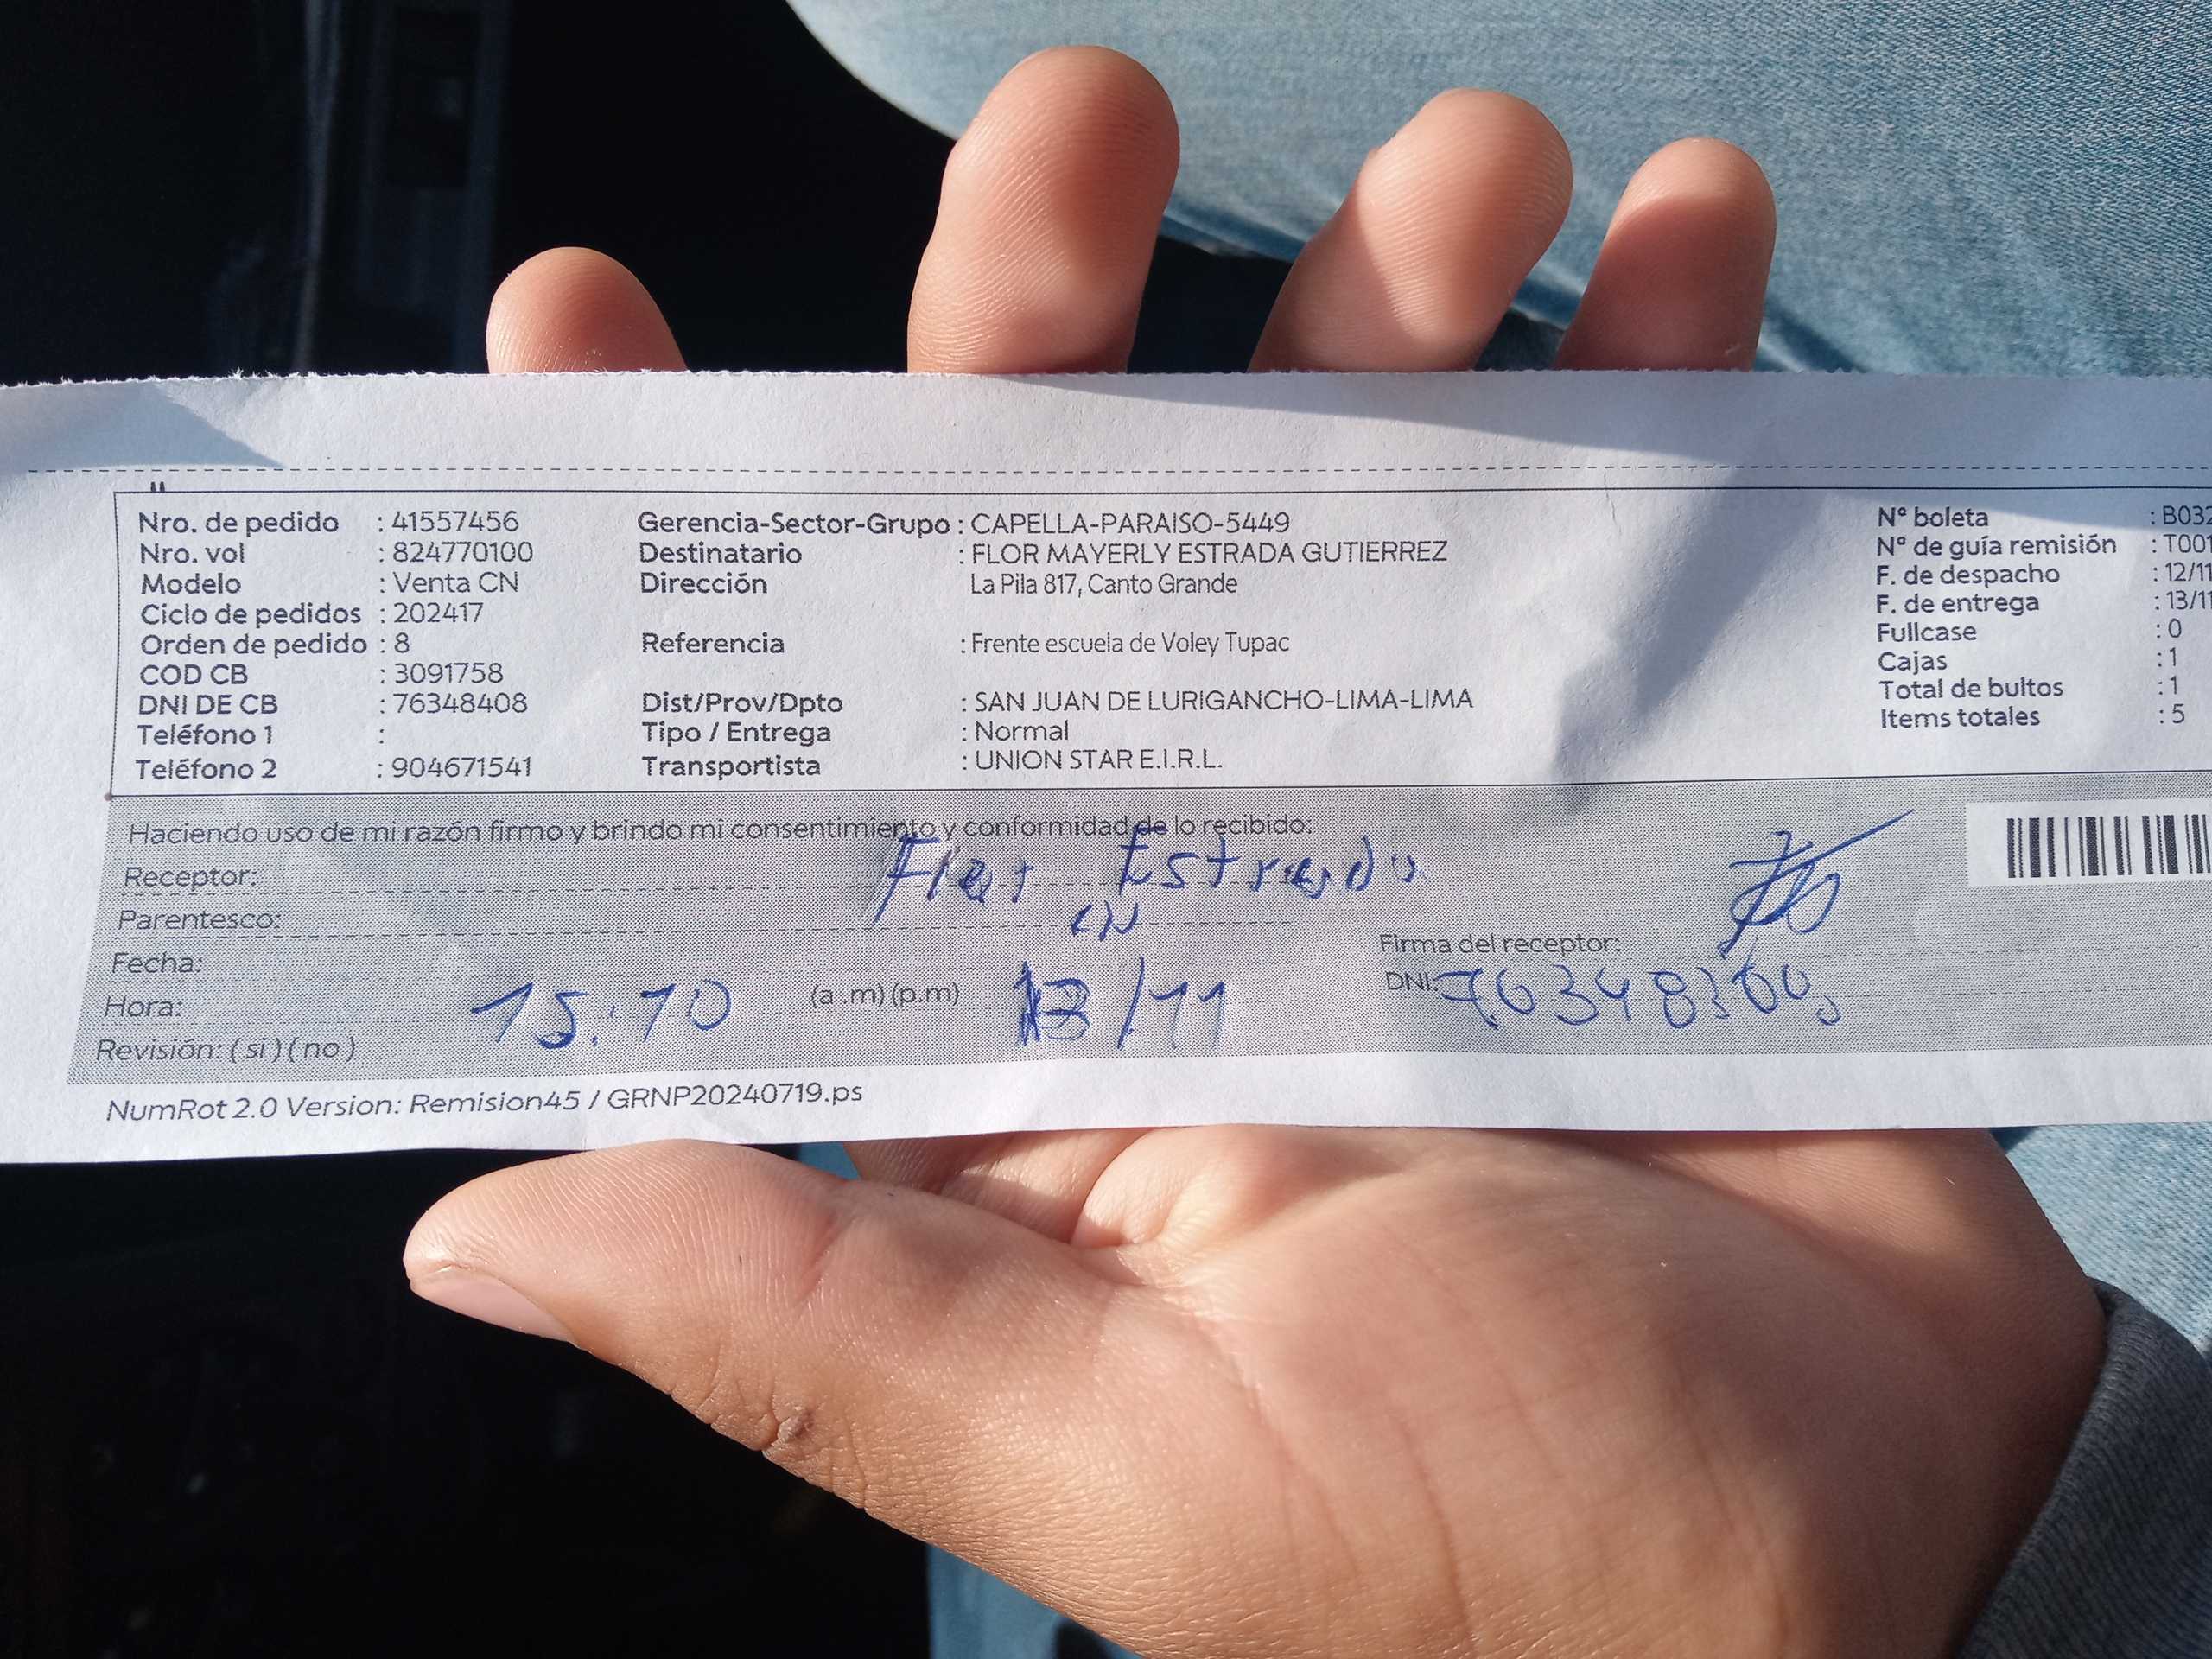 Nro. de pedido : 41557456
Nro. vol : 824770100
Modelo : Venta CN
Ciclo de pedidos : 202417
Orden de pedido : 8
COD CB : 3091758
DNI DE CB : 76348408
Teléfono 1 :
Teléfono 2 : 904671541
Gerencia-Sector-Grupo : CAPELLA-PARAISO-5449
Destinatario : FLOR MAYERLY ESTRADA GUTIERREZ
Dirección La Pila 817, Canto Grande
Referencia : Frente escuela de Voley Tupac
Dist/Prov/Dpto : SAN JUAN DE LURIGANCHO-LIMA-LIMA
Tipo / Entrega : Normal
Transportista : UNION STAR E.I.R.L.
Nº boleta : B032
Nº de guía remisión : T001
F. de despacho : 12/11
F. de entrega : 13/11
Fullcase : 0
Cajas : 1
Total de bultos : 1
Items totales : 5
Haciendo uso de mi razón firmo y brindo mi consentimiento y conformidad de lo recibido:
Receptor: Flor Estrada
Parentesco: CN
Fecha:
Hora: 15:10 (a .m) (p.m) 13/11
Revisión: ( si ) ( no )
Firma del receptor:
DNI:
NumRot 2.0 Version: Remision45 / GRNP20240719.ps